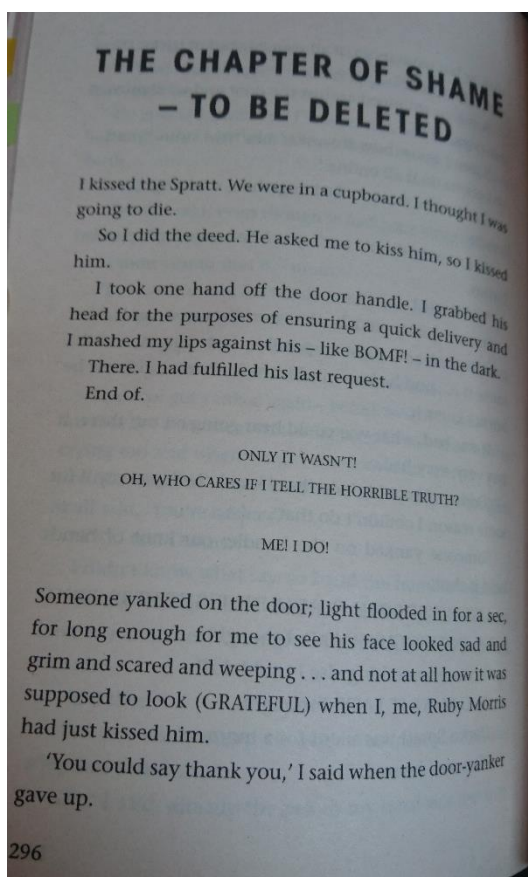 THE CHAPTER OF SHAME
– TO BE DELETED
I kissed the Spratt. We were in a cupboard. I thought I was
going to die.
So I did the deed. He asked me to kiss him, so I kissed
him.
I took one hand off the door handle. I grabbed his
head for the purposes of ensuring a quick delivery and
I mashed my lips against his – like BOMF! – in the dark.
There. I had fulfilled his last request.
End of.
ONLY IT WASN'T!
OH, WHO CARES IF I TELL THE HORRIBLE TRUTH?
ME! I DO!
Someone yanked on the door; light flooded in for a sec,
for long enough for me to see his face looked sad and
grim and scared and weeping . . . and not at all how it was
supposed to look (GRATEFUL) when I, me, Ruby Morris
had just kissed him.
'You could say thank you,' I said when the door-yanker
gave up.
296